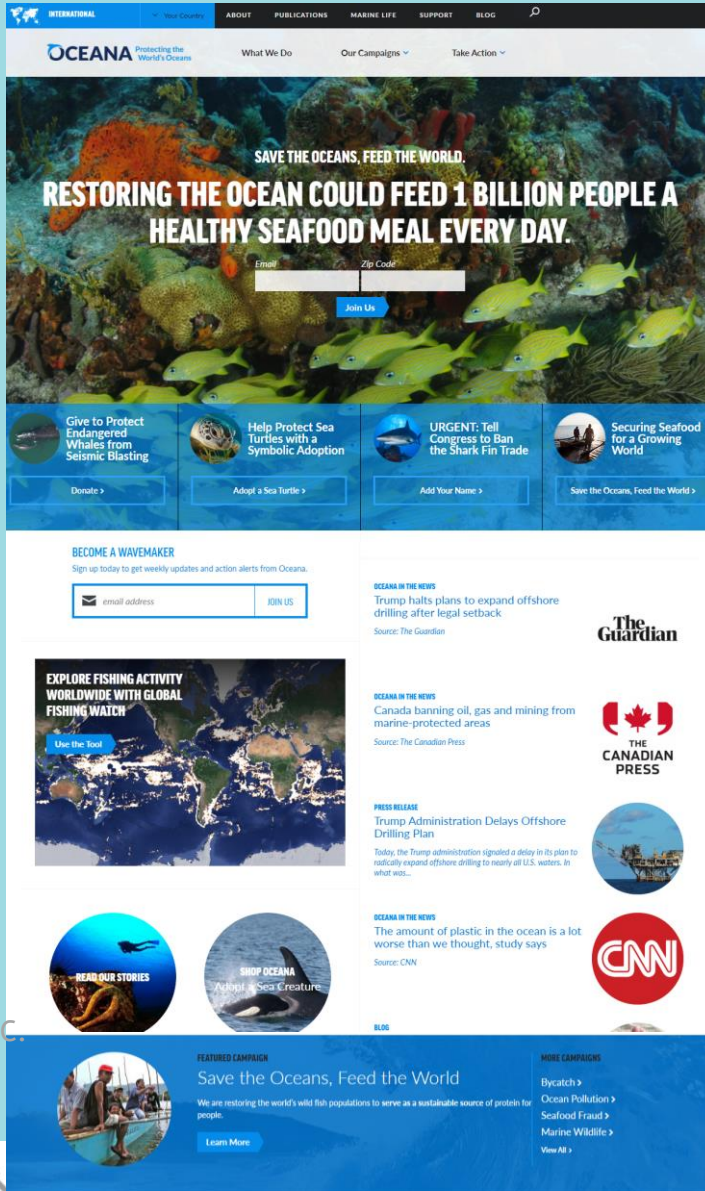 INTERNATIONAL
Your Country
ABOUT
PUBLICATIONS
MARINE LIFE
SUPPORT
BLOG
OCEANA Protecting the
World's Oceans
What We Do
Our Campaigns
Take Action
SAVE THE OCEANS, FEED THE WORLD.
RESTORING THE OCEAN COULD FEED 1 BILLION PEOPLE A
HEALTHY SEAFOOD MEAL EVERY DAY.
Email
Zip Code
Join Us
Give to Protect
Endangered
Whales from
Seismic Blasting
Donate >
Help Protect Sea
Turtles with a
Symbolic Adoption
Adopt a Sea Turtle >
URGENT: Tell
Congress to Ban
the Shark Fin Trade
Add Your Name >
Securing Seafood
for a Growing
World
Save the Oceans, Feed the World >
BECOME A WAVEMAKER
Sign up today to get weekly updates and action alerts from Oceana.
email address
JOIN US
EXPLORE FISHING ACTIVITY
WORLDWIDE WITH GLOBAL
FISHING WATCH
Use the Tool
READ OUR STORIES
SHOP OCEANA
Adopt a Sea Creature
OCEANA IN THE NEWS
Trump halts plans to expand offshore
drilling after legal setback
Source: The Guardian
The
Guardian
OCEANA IN THE NEWS
Canada banning oil, gas and mining from
marine-protected areas
Source: The Canadian Press
THE
CANADIAN
PRESS
PRESS RELEASE
Trump Administration Delays Offshore
Drilling Plan
Today, the Trump administration signaled a delay in its plan to
radically expand offshore drilling to nearly all U.S. waters. In
what was...
OCEANA IN THE NEWS
The amount of plastic in the ocean is a lot
worse than we thought, study says
Source: CNN
CNN
BLOG
c.
FEATURED CAMPAIGN
Save the Oceans, Feed the World
We are restoring the world's wild fish populations to serve as a sustainable source of protein for
people.
Learn More
MORE CAMPAIGNS
Bycatch >
Ocean Pollution >
Seafood Fraud >
Marine Wildlife >
View All >